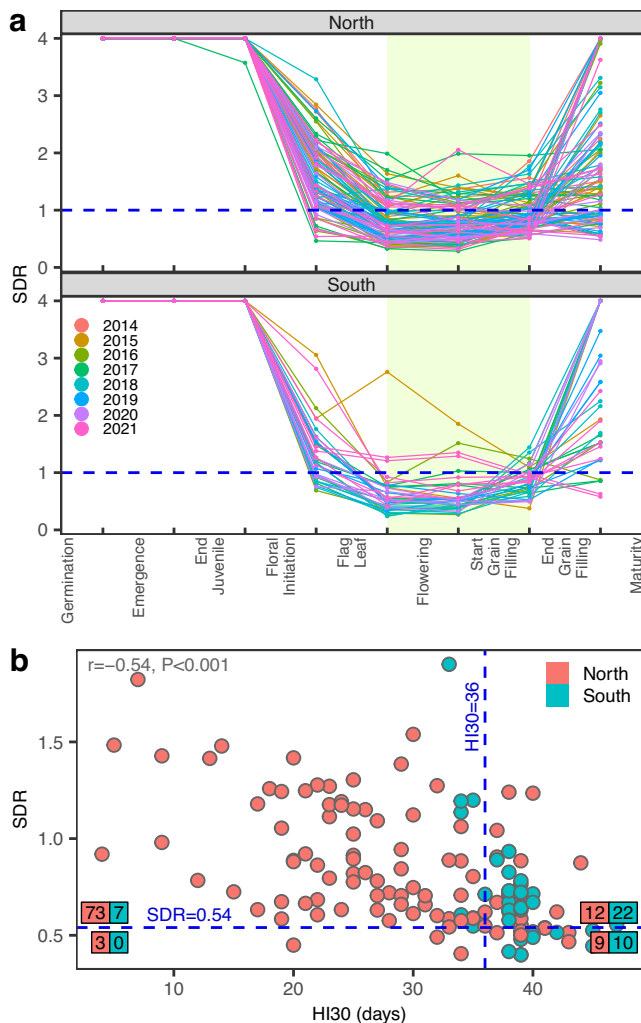 a
North
4
3
2
1
0
SDR
South
4
3
2
1
0
2014
2015
2016
2017
2018
2019
2020
2021
Germination
Emergence
End
Juvenile
Floral
Initiation
Flag
Leaf
Flowering
Start
Grain
Filling
End
Grain
Filling
Maturity
b
r=−0.54, P<0.001
HI30=36
North
South
1.5
1.0
0.5
SDR
73 7
SDR=0.54
12 22
3 0
9 10
10 20 30 40
HI30 (days)